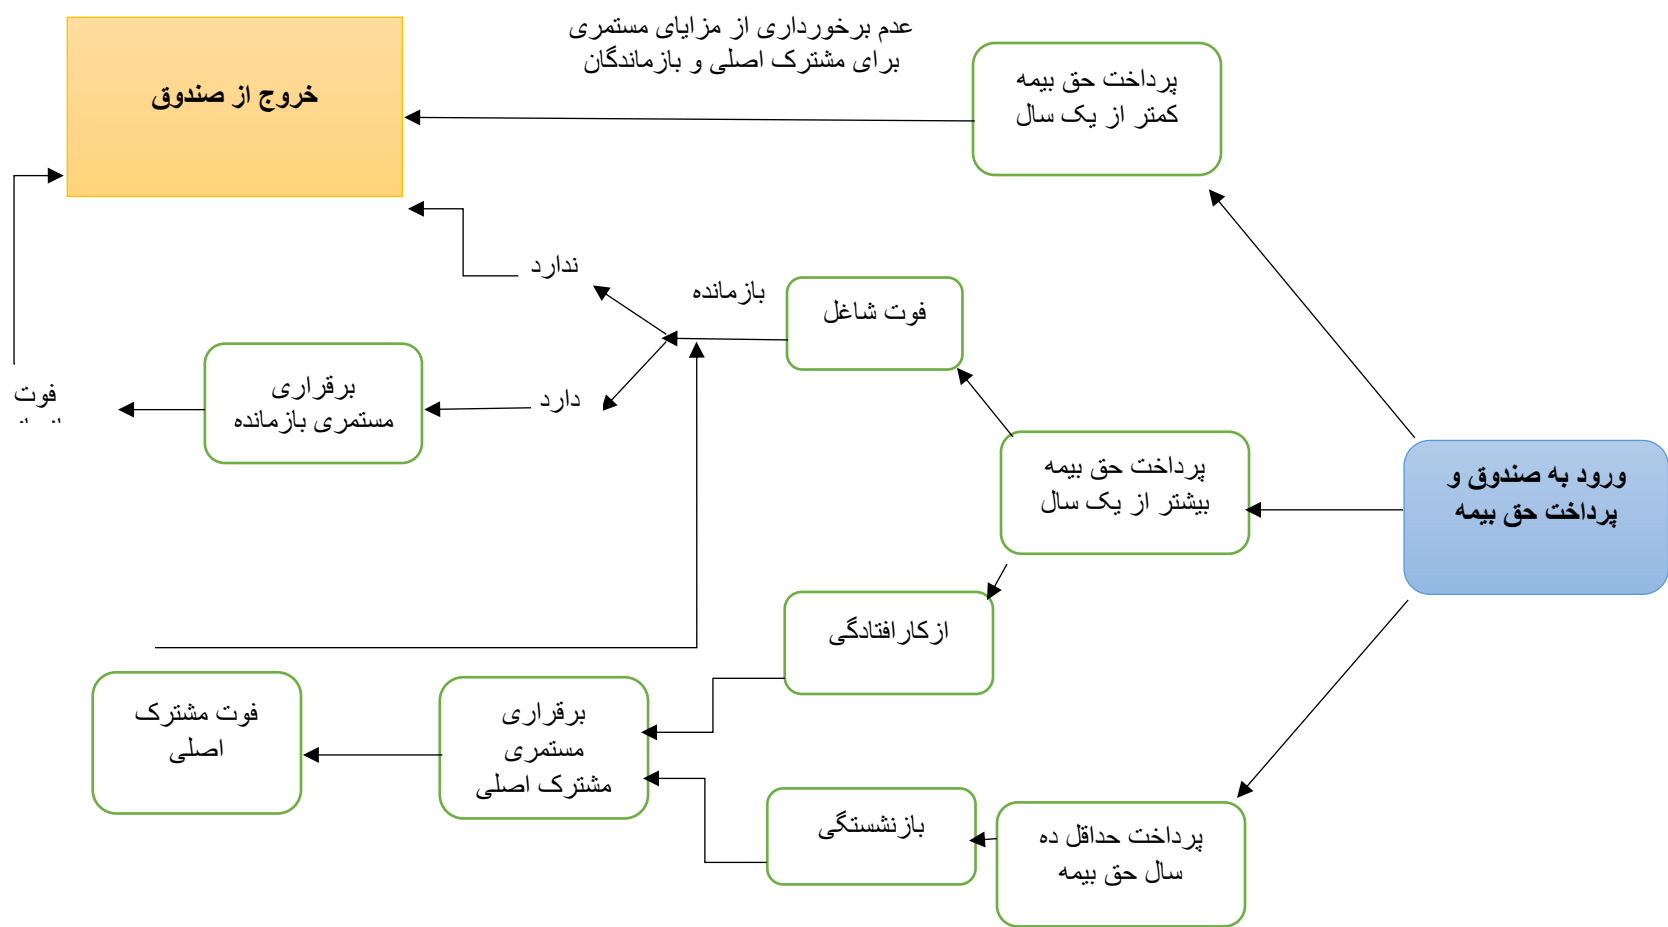 عدم برخورداری از مزایای مستمری
برای مشترک اصلی و بازماندگان
پرداخت حق بیمه
کمتر از یک سال
خروج از صندوق
ندارد
بازمانده
فوت شاغل
دارد
برقراری
مستمری بازمانده
فوت
پرداخت حق بیمه
بیشتر از یک سال
ورود به صندوق و
پرداخت حق بیمه
ازکارافتادگی
برقراری
مستمری
مشترک اصلی
فوت مشترک
اصلی
بازنشستگی
پرداخت حداقل ده
سال حق بیمه